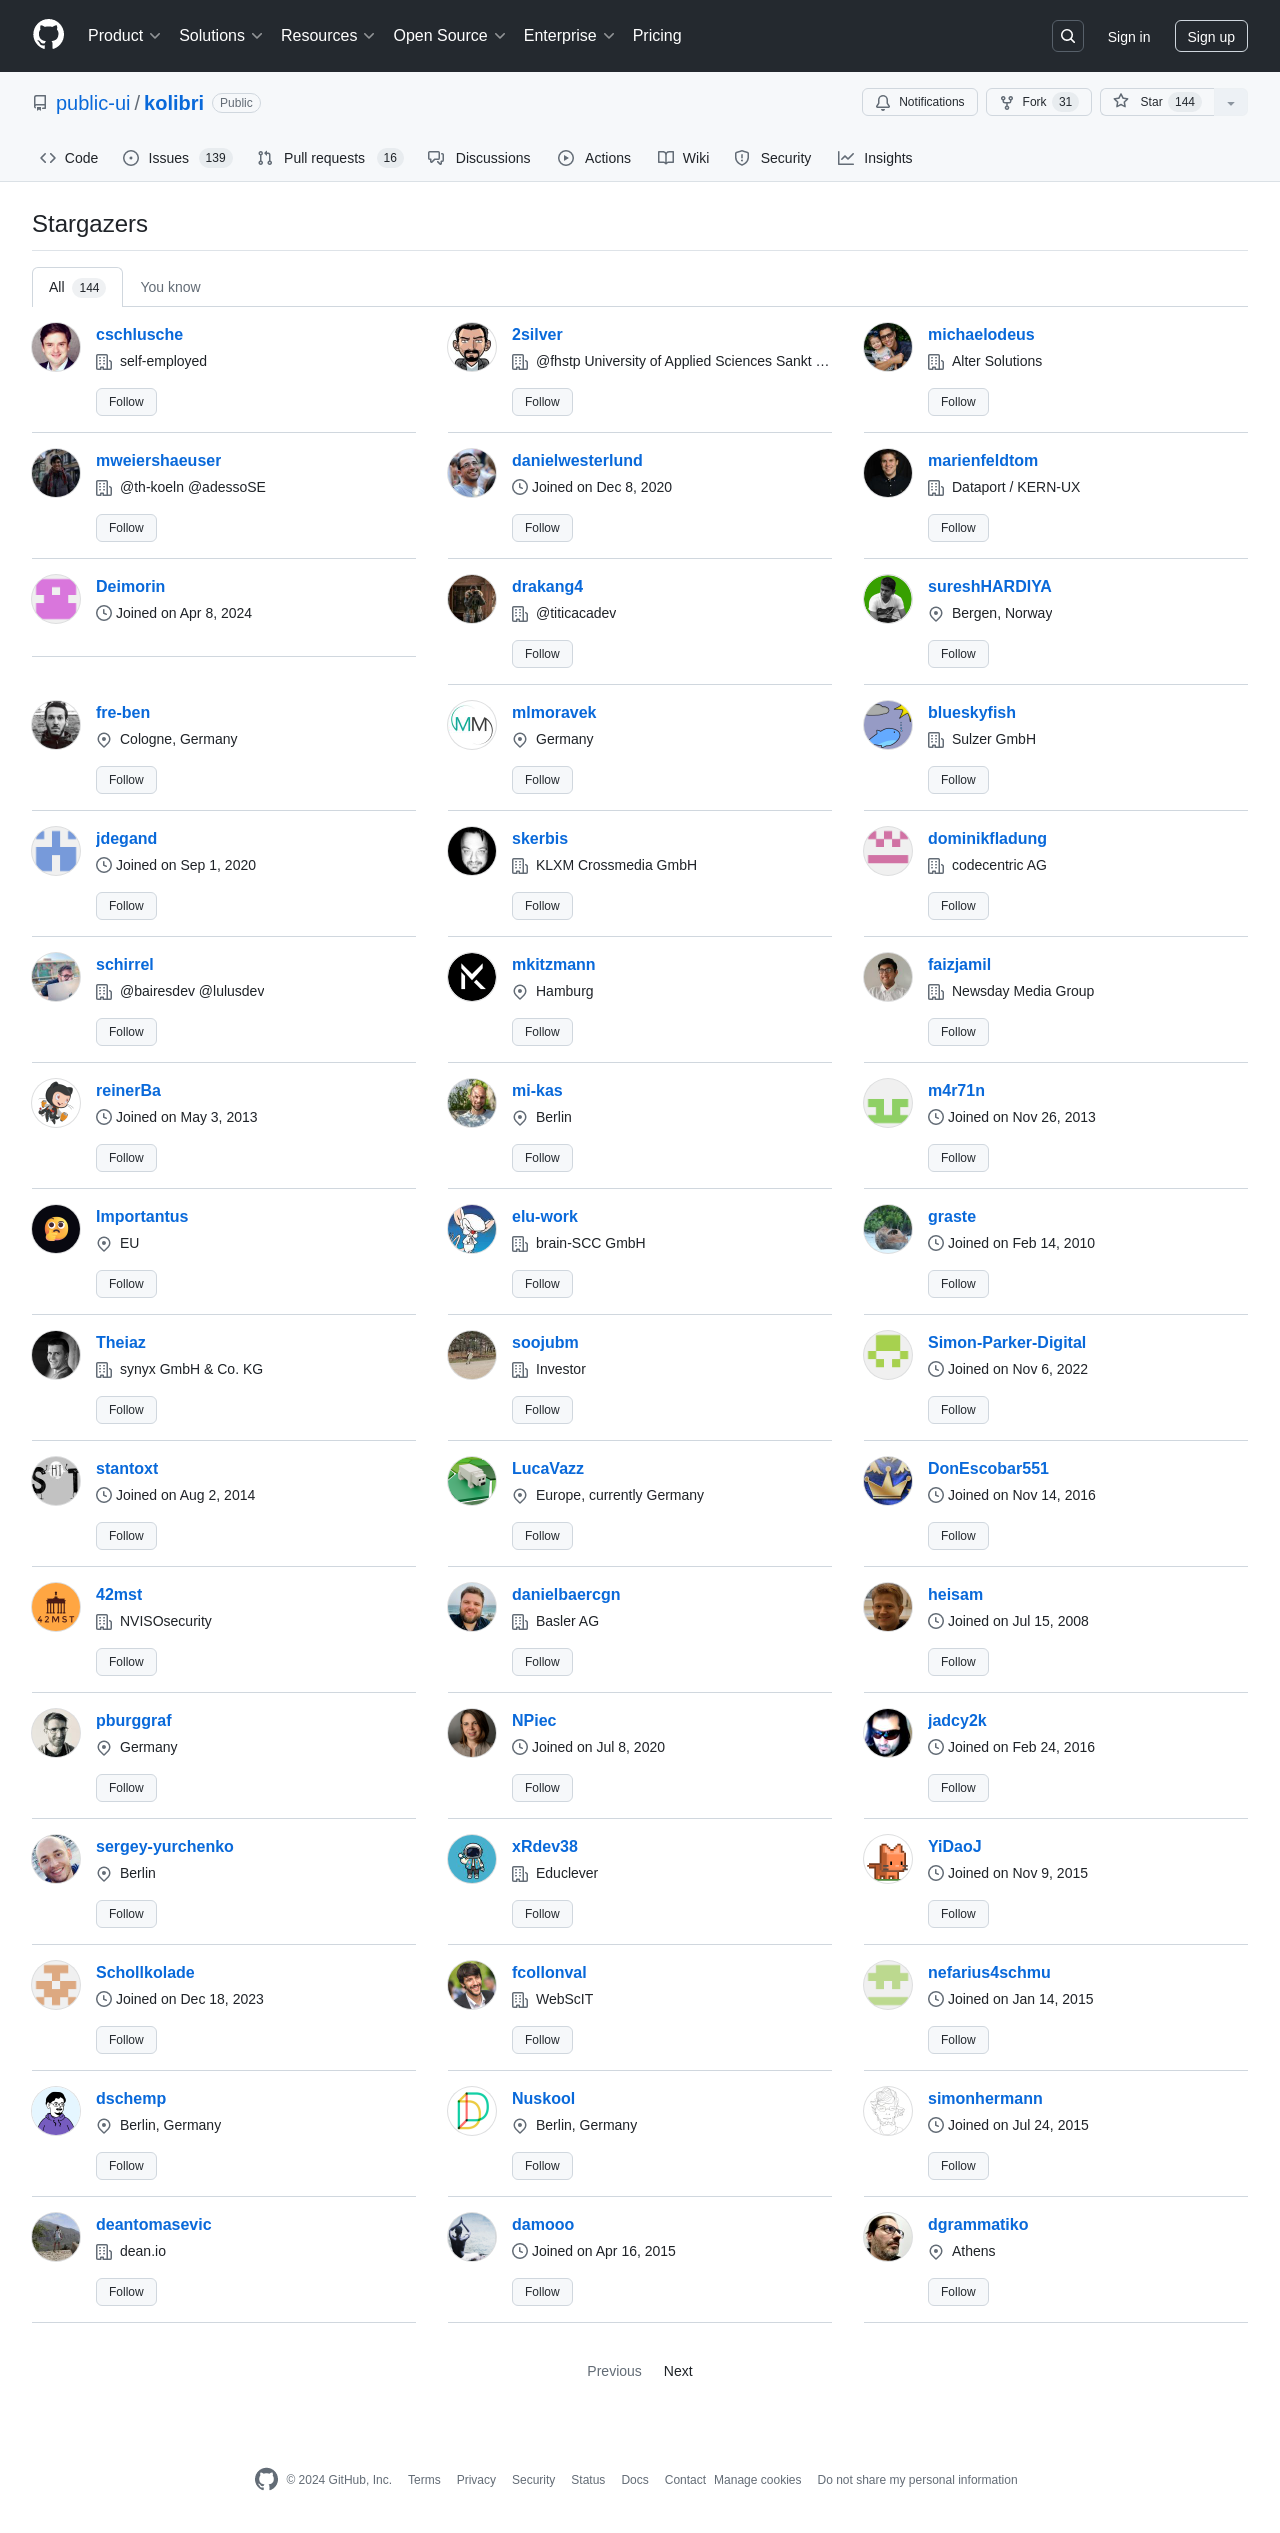 Product Solutions Resources Open Source Enterprise Pricing Sign in Sign up
public-ui / kolibri Public Notifications Fork 31 Star 144
Code Issues 139 Pull requests 16 Discussions Actions Wiki Security Insights
Stargazers
All 144 You know
cschlusche 2silver michaelodeus
self-employed @fhstp University of Applied Sciences Sankt … Alter Solutions
Follow Follow Follow
mweiershaeuser danielwesterlund marienfeldtom
@th-koeln @adessoSE Joined on Dec 8, 2020 Dataport / KERN-UX
Follow Follow Follow
Deimorin drakang4 sureshHARDIYA
Joined on Apr 8, 2024 @titicacadev Bergen, Norway
Follow Follow
fre-ben mlmoravek blueskyfish
Cologne, Germany Germany Sulzer GmbH
Follow Follow Follow
jdegand skerbis dominikfladung
Joined on Sep 1, 2020 KLXM Crossmedia GmbH codecentric AG
Follow Follow Follow
schirrel mkitzmann faizjamil
@bairesdev @lulusdev Hamburg Newsday Media Group
Follow Follow Follow
reinerBa mi-kas m4r71n
Joined on May 3, 2013 Berlin Joined on Nov 26, 2013
Follow Follow Follow
Importantus elu-work graste
EU brain-SCC GmbH Joined on Feb 14, 2010
Follow Follow Follow
Theiaz soojubm Simon-Parker-Digital
synyx GmbH & Co. KG Investor Joined on Nov 6, 2022
Follow Follow Follow
stantoxt LucaVazz DonEscobar551
Joined on Aug 2, 2014 Europe, currently Germany Joined on Nov 14, 2016
Follow Follow Follow
42mst danielbaercgn heisam
42MST NVISOsecurity Basler AG Joined on Jul 15, 2008
Follow Follow Follow
pburggraf NPiec jadcy2k
Germany Joined on Jul 8, 2020 Joined on Feb 24, 2016
Follow Follow Follow
sergey-yurchenko xRdev38 YiDaoJ
Berlin Educlever Joined on Nov 9, 2015
Follow Follow Follow
Schollkolade fcollonval nefarius4schmu
Joined on Dec 18, 2023 WebScIT Joined on Jan 14, 2015
Follow Follow Follow
dschemp Nuskool simonhermann
Berlin, Germany Berlin, Germany Joined on Jul 24, 2015
Follow Follow Follow
deantomasevic damooo dgrammatiko
dean.io Joined on Apr 16, 2015 Athens
Follow Follow Follow
Previous Next
© 2024 GitHub, Inc. Terms Privacy Security Status Docs Contact Manage cookies Do not share my personal information